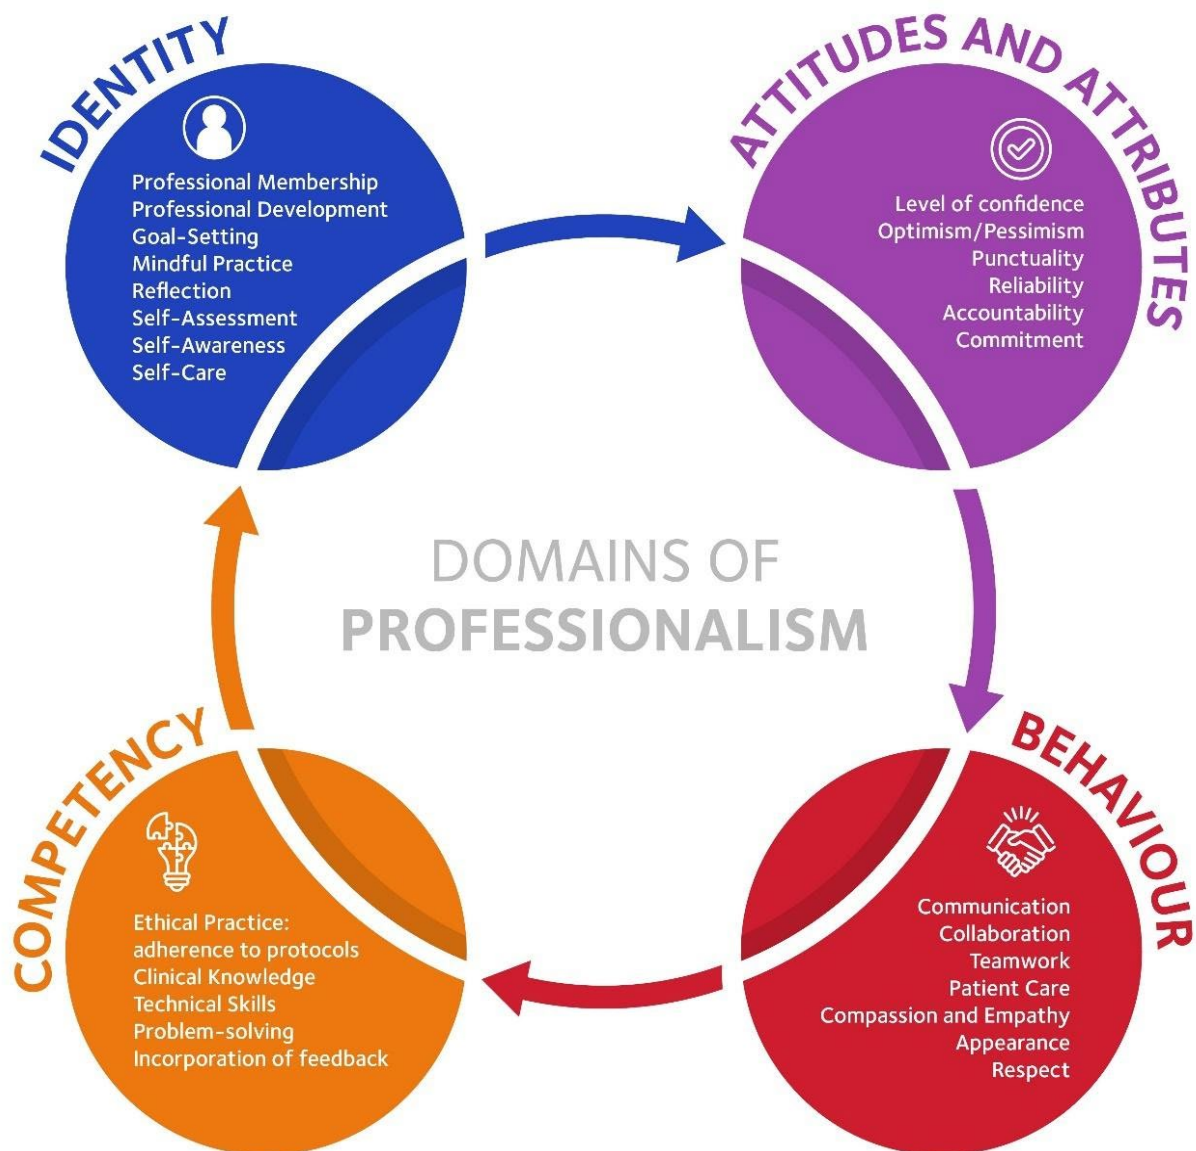 IDENTITY
Professional Membership
Professional Development
Goal-Setting
Mindful Practice
Reflection
Self-Assessment
Self-Awareness
Self-Care
ATTITUDES AND ATTRIBUTES
Level of confidence
Optimism/Pessimism
Punctuality
Reliability
Accountability
Commitment
DOMAINS OF
PROFESSIONALISM
COMPETENCY
Ethical Practice:
adherence to protocols
Clinical Knowledge
Technical Skills
Problem-solving
Incorporation of feedback
BEHAVIOUR
Communication
Collaboration
Teamwork
Patient Care
Compassion and Empathy
Appearance
Respect